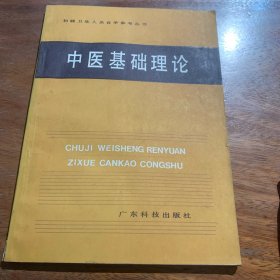 初级卫生人员自学参考丛书
中医基础理论
CHUJI WEISHENG RENYUAN
ZIXUE CANKAO CONGSHU
广东科技出版社